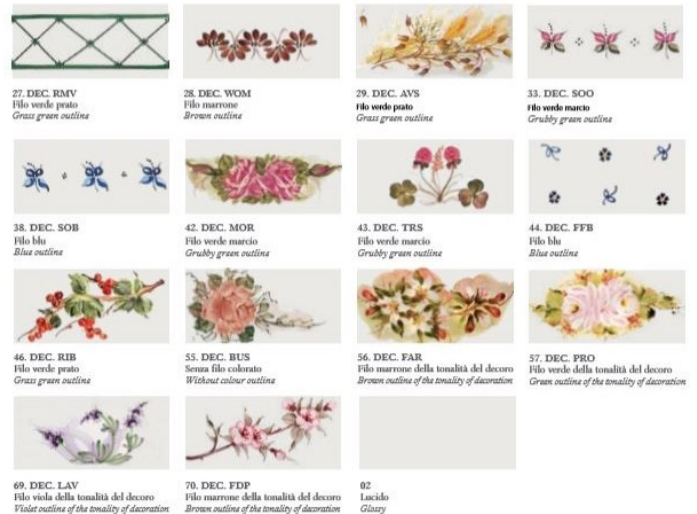 27. DEC. RMV
Filo verde prato
Grass green outline
28. DEC. WOM
Filo marrone
Brown outline
29. DEC. AVS
Filo verde prato
Grass green outline
33. DEC. SOO
Filo verde marcio
Grubby green outline
38. DEC. SOB
Filo blu
Blue outline
42. DEC. MOR
Filo verde marcio
Grubby green outline
43. DEC. TRS
Filo verde marcio
Grubby green outline
44. DEC. FFB
Filo blu
Blue outline
46. DEC. RIB
Filo verde prato
Grass green outline
55. DEC. BUS
Senza filo colorato
Without colour outline
56. DEC. FAR
Filo marrone della tonalità del decoro
Brown outline of the tonality of decoration
57. DEC. PRO
Filo verde della tonalità del decoro
Green outline of the tonality of decoration
69. DEC. LAV
Filo viola della tonalità del decoro
Violet outline of the tonality of decoration
70. DEC. FDP
Filo marrone della tonalità del decoro
Brown outline of the tonality of decoration
02
Lucido
Glossy